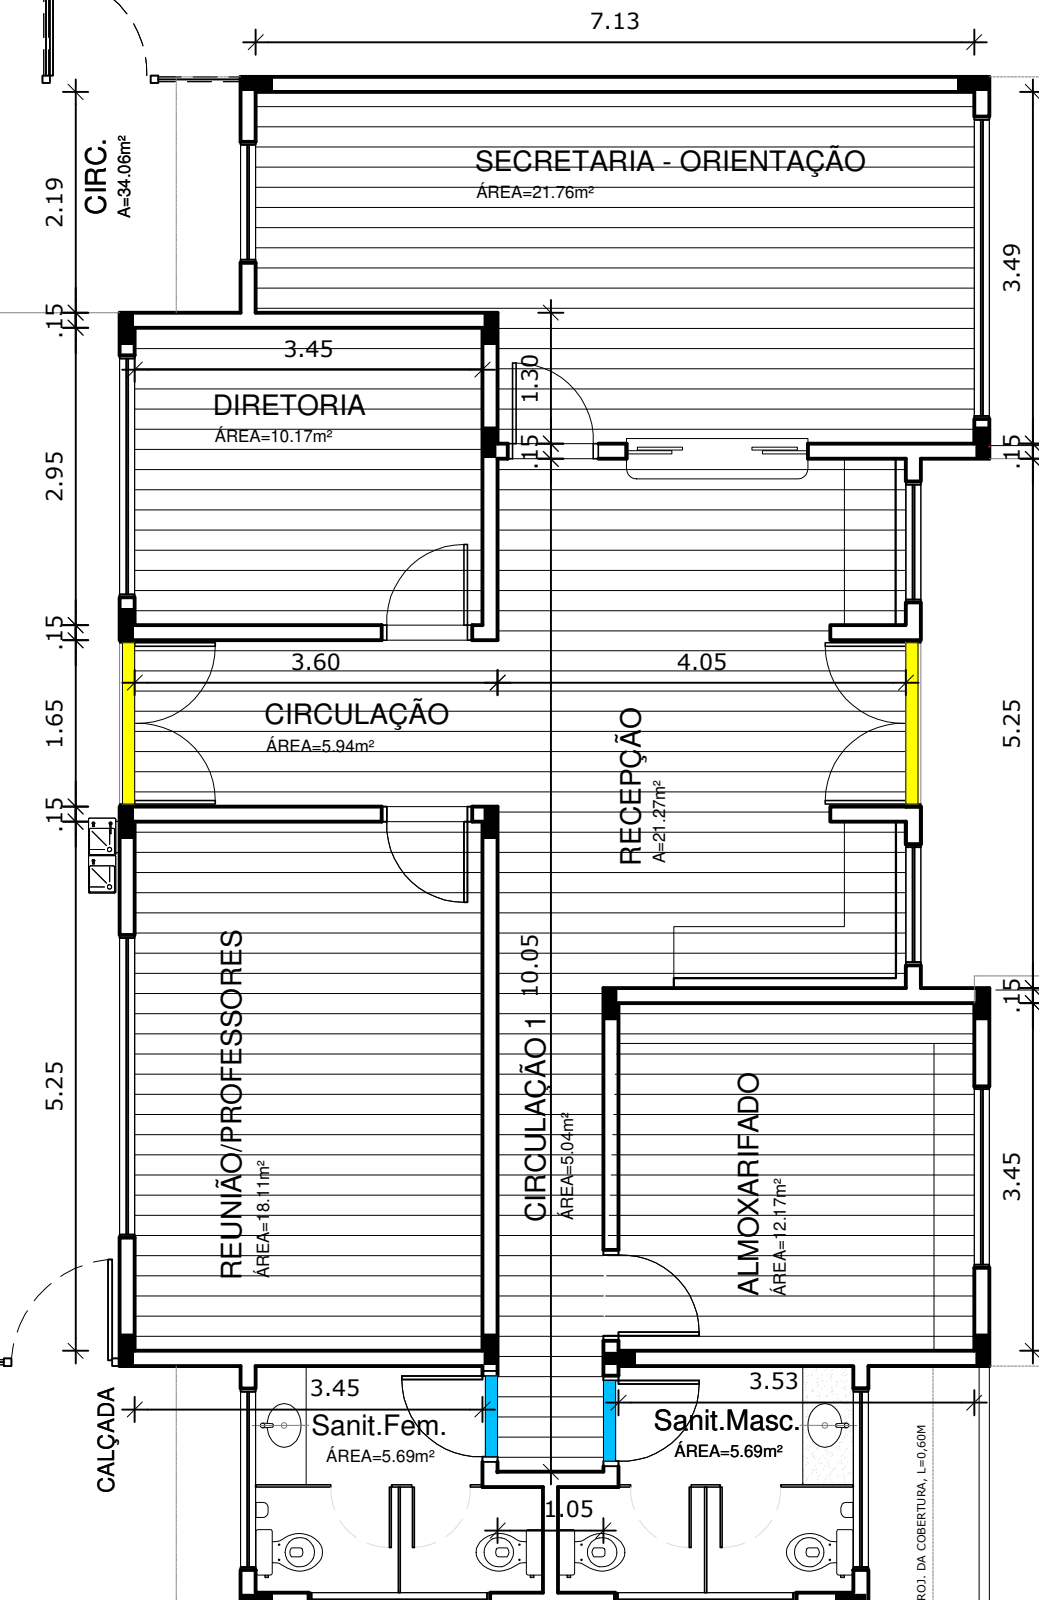 7.13
CIRC.
A=34.06m²
2.19
SECRETARIA - ORIENTAÇÃO
ÁREA=21.76m²
3.49
.15
3.45
1.30
DIRETORIA
ÁREA=10.17m²
.15
.15
2.95
.15
3.60
4.05
1.65
CIRCULAÇÃO
ÁREA=5.94m²
RECEPÇÃO
A=21.27m²
5.25
.15
REUNIÃO/PROFESSORES
ÁREA=18.11m²
10.05
CIRCULAÇÃO 1
ÁREA=5.04m²
.15
5.25
ALMOXARIFADO
ÁREA=12.17m²
3.45
CALÇADA
3.45
Sanit.Fem.
ÁREA=5.69m²
3.53
Sanit.Masc.
ÁREA=5.69m²
1.05
ROJ. DA COBERTURA, L=0,60M